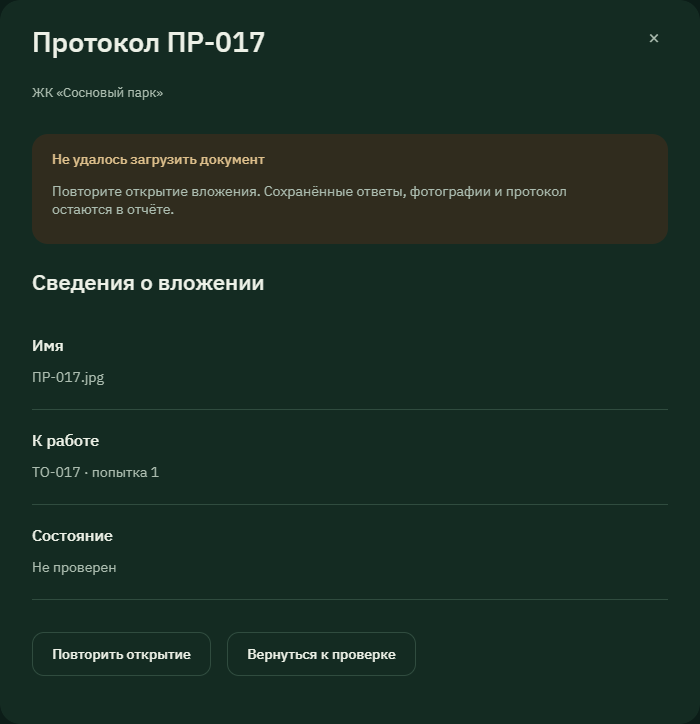 Протокол ПР-017
×
ЖК «Сосновый парк»
Не удалось загрузить документ
Повторите открытие вложения. Сохранённые ответы, фотографии и протокол
остаются в отчёте.
Сведения о вложении
Имя
ПР-017.jpg
К работе
ТО-017 · попытка 1
Состояние
Не проверен
Повторить открытие
Вернуться к проверке